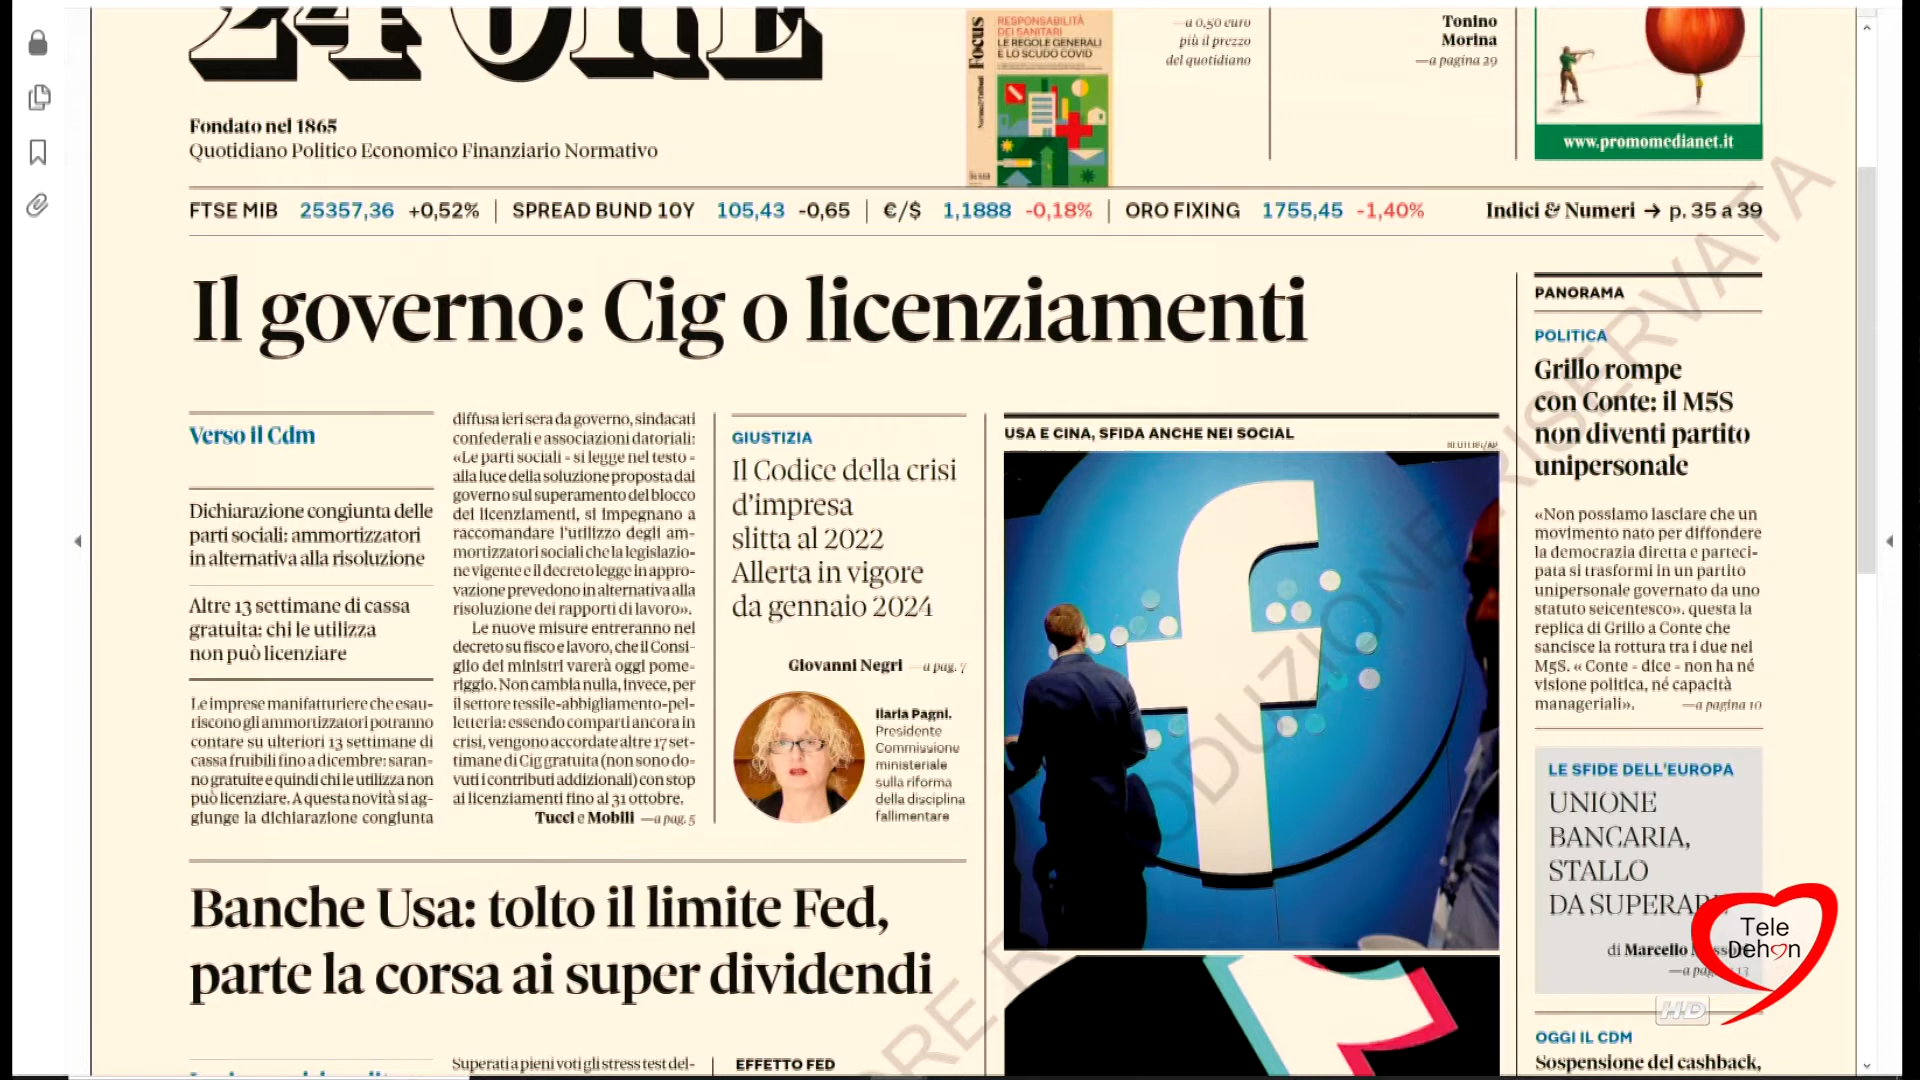 24 ORE
Fondato nel 1865
Quotidiano Politico Economico Finanziario Normativo
Focus
RESPONSABILITÀ
DEI SANITARI
LE REGOLE GENERALI
E LO SCUDO COVID
—a 0,50 euro
più il prezzo
del quotidiano
Tonino
Morina
—a pagina 29
www.promomedianet.it
FTSE MIB 25357,36 +0,52% | SPREAD BUND 10Y 105,43 -0,65 | €/$ 1,1888 -0,18% | ORO FIXING 1755,45 -1,40% Indici & Numeri → p. 35 a 39
Il governo: Cig o licenziamenti
Verso il Cdm
Dichiarazione congiunta delle
parti sociali: ammortizzatori
in alternativa alla risoluzione
Altre 13 settimane di cassa
gratuita: chi le utilizza
non può licenziare
Le imprese manifatturiere che esau-
riscono gli ammortizzatori potranno
contare su ulteriori 13 settimane di
cassa fruibili fino a dicembre: saran-
no gratuite e quindi chi le utilizza non
può licenziare. A questa novità si ag-
giunge la dichiarazione congiunta
diffusa ieri sera da governo, sindacati
confederali e associazioni datoriali:
«Le parti sociali - si legge nel testo -
alla luce della soluzione proposta dal
governo sul superamento del blocco
dei licenziamenti, si impegnano a
raccomandare l'utilizzo degli am-
mortizzatori sociali che la legislazio-
ne vigente e il decreto legge in appro-
vazione prevedono in alternativa alla
risoluzione dei rapporti di lavoro».
Le nuove misure entreranno nel
decreto su fisco e lavoro, che il Consi-
glio dei ministri varerà oggi pome-
riggio. Non cambia nulla, invece, per
il settore tessile-abbigliamento-pel-
letteria: essendo comparti ancora in
crisi, vengono accordate altre 17 set-
timane di Cig gratuita (non sono do-
vuti i contributi addizionali) con stop
ai licenziamenti fino al 31 ottobre.
Tucci e Mobili —a pag. 5
GIUSTIZIA
Il Codice della crisi
d'impresa
slitta al 2022
Allerta in vigore
da gennaio 2024
Giovanni Negri —a pag. 7
Ilaria Pagni.
Presidente
Commissione
ministeriale
sulla riforma
della disciplina
fallimentare
USA E CINA, SFIDA ANCHE NEI SOCIAL
REUTERS/AP
f
Banche Usa: tolto il limite Fed,
parte la corsa ai super dividendi
Superati a pieni voti gli stress test del-
EFFETTO FED
PANORAMA
POLITICA
Grillo rompe
con Conte: il M5S
non diventi partito
unipersonale
«Non possiamo lasciare che un
movimento nato per diffondere
la democrazia diretta e parteci-
pata si trasformi in un partito
unipersonale governato da uno
statuto seicentesco». questa la
replica di Grillo a Conte che
sancisce la rottura tra i due nel
M5S. « Conte - dice - non ha né
visione politica, né capacità
manageriali». —a pagina 10
LE SFIDE DELL'EUROPA
UNIONE
BANCARIA,
STALLO
DA SUPERARE
di Marcello
OGGI IL CDM
Sospensione del cashback,
RIPRODUZIONE RISERVATA
Tele
Dehon
HD